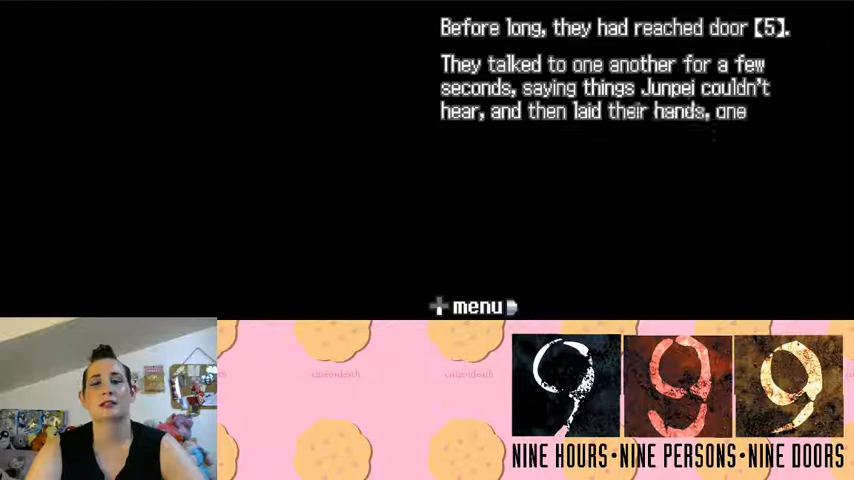 Before long, they had reached door【5】.
They talked to one another for a few
seconds, saying things Junpei couldn't
hear, and then laid their hands, one
menu
999
NINE HOURS•NINE PERSONS•NINE DOORS